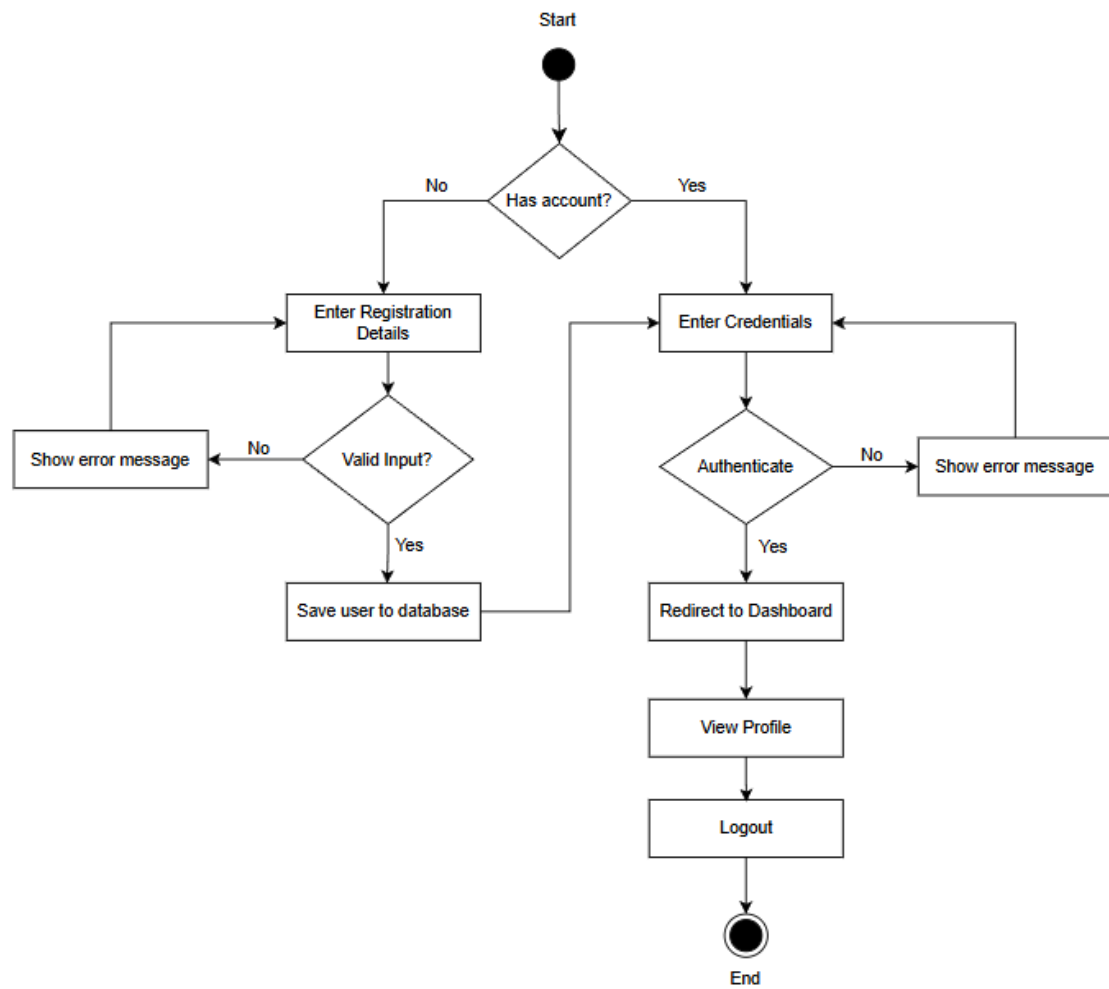 Start
No
Yes
Has account?
Enter Registration
Details
Enter Credentials
Show error message
No
Valid Input?
Authenticate
No
Show error message
Yes
Yes
Save user to database
Redirect to Dashboard
View Profile
Logout
End